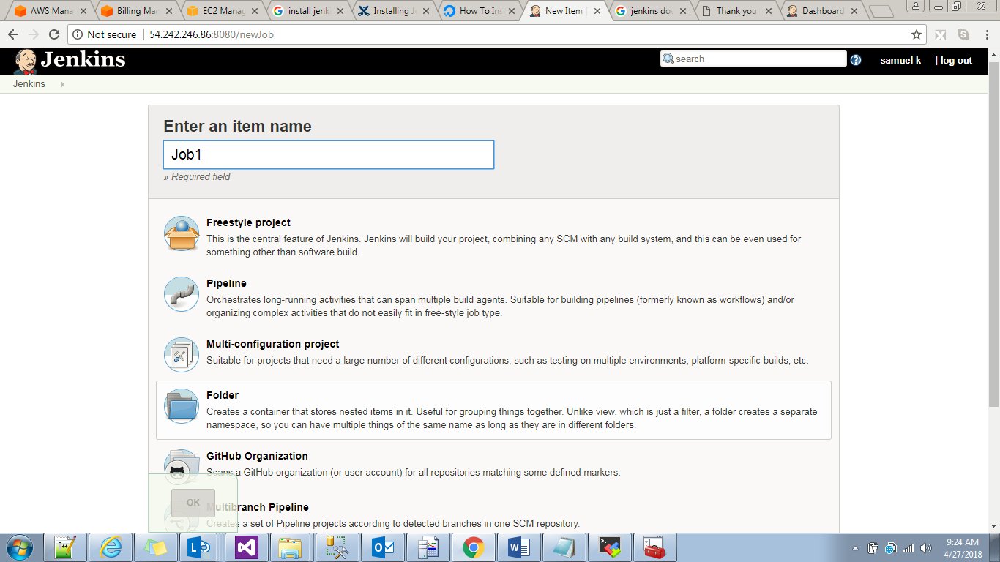 AWS Mana
Billing Mar
EC2 Manag
install jenki
Installing Je
How To Ins
New Item [
jenkins dow
Thank you
Dashboard
Not secure
54.242.246.86:8080/newJob
Jenkins
search
samuel k
| log out
Jenkins
Enter an item name
Job1
» Required field
Freestyle project
This is the central feature of Jenkins. Jenkins will build your project, combining any SCM with any build system, and this can be even used for
something other than software build.
Pipeline
Orchestrates long-running activities that can span multiple build agents. Suitable for building pipelines (formerly known as workflows) and/or
organizing complex activities that do not easily fit in free-style job type.
Multi-configuration project
Suitable for projects that need a large number of different configurations, such as testing on multiple environments, platform-specific builds, etc.
Folder
Creates a container that stores nested items in it. Useful for grouping things together. Unlike view, which is just a filter, a folder creates a separate
namespace, so you can have multiple things of the same name as long as they are in different folders.
GitHub Organization
Scans a GitHub organization (or user account) for all repositories matching some defined markers.
OK
Multibranch Pipeline
Creates a set of Pipeline projects according to detected branches in one SCM repository.
9:24 AM
4/27/2018